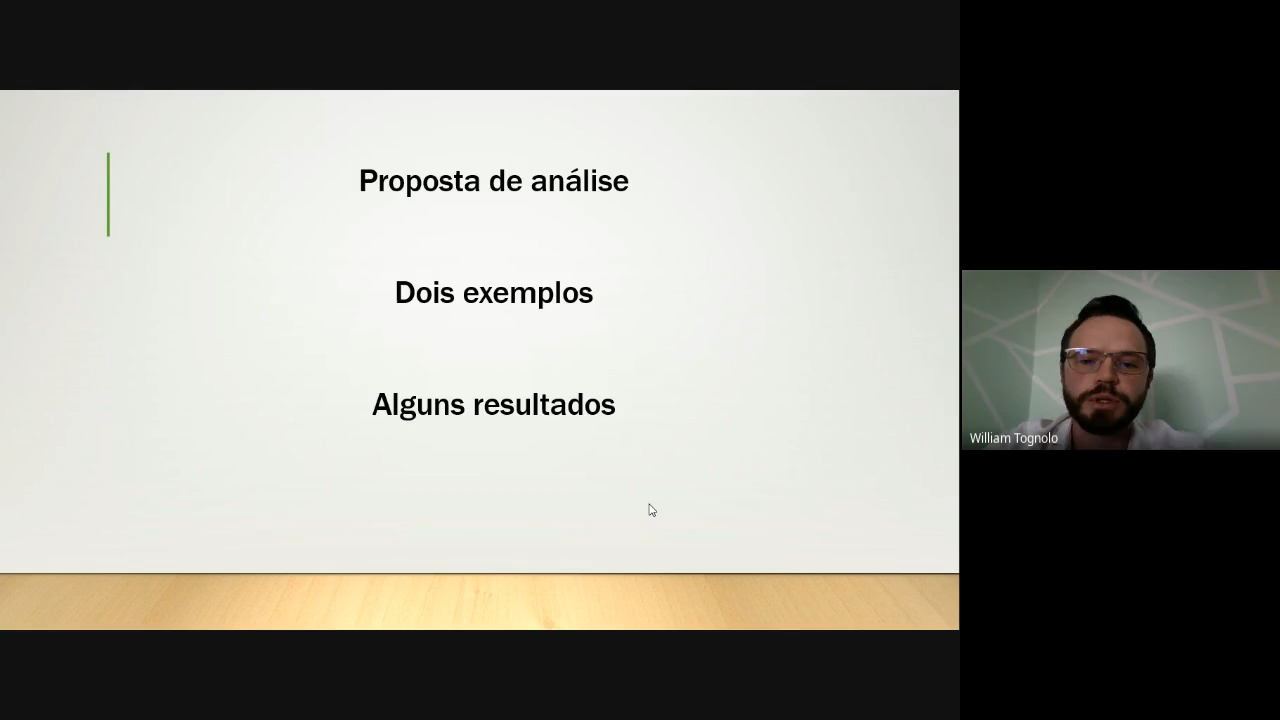 Proposta de análise
Dois exemplos
Alguns resultados
William Tognolo